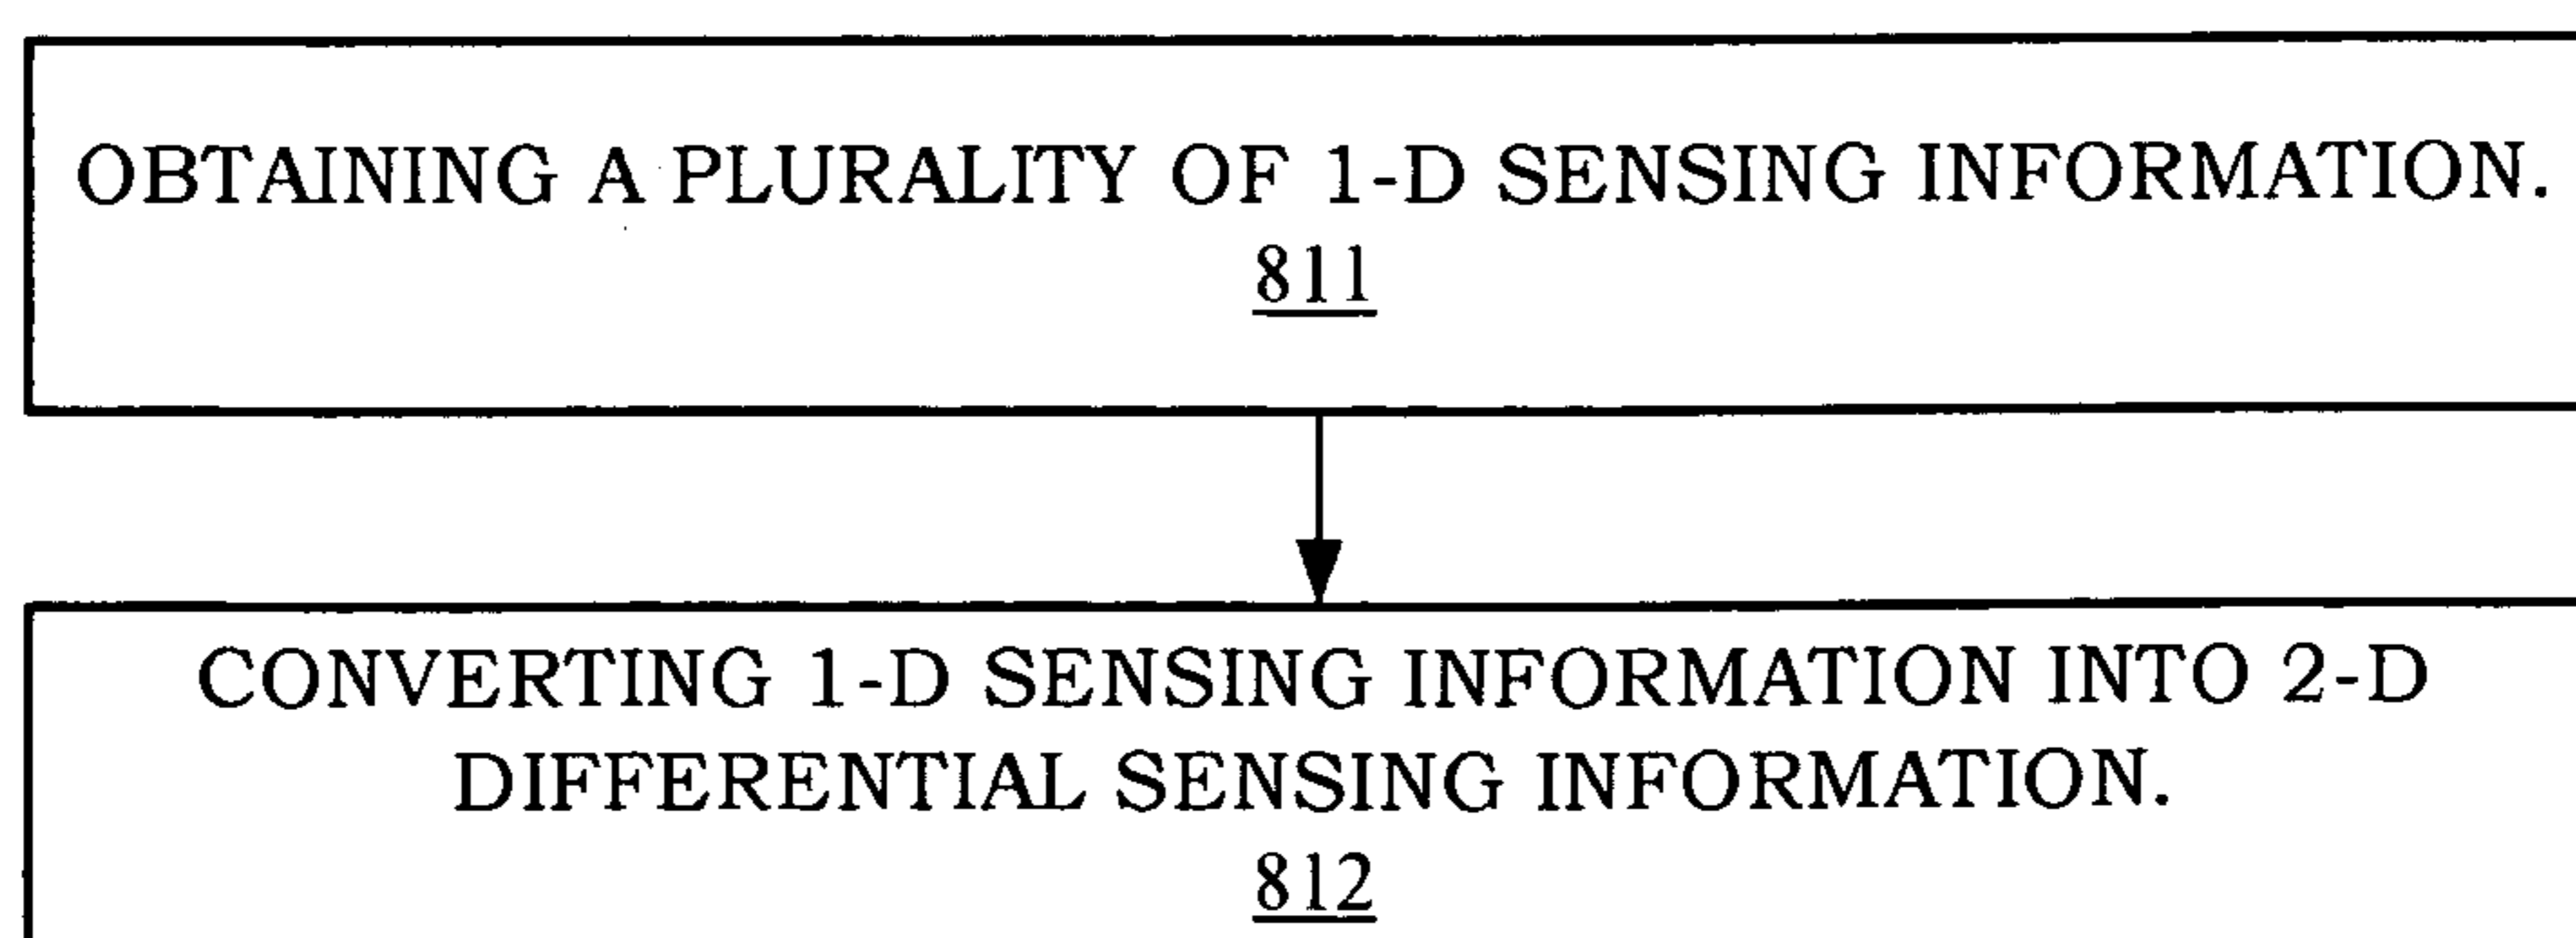 OBTAINING A PLURALITY OF 1-D SENSING INFORMATION.
811
CONVERTING 1-D SENSING INFORMATION INTO 2-D
DIFFERENTIAL SENSING INFORMATION.
812